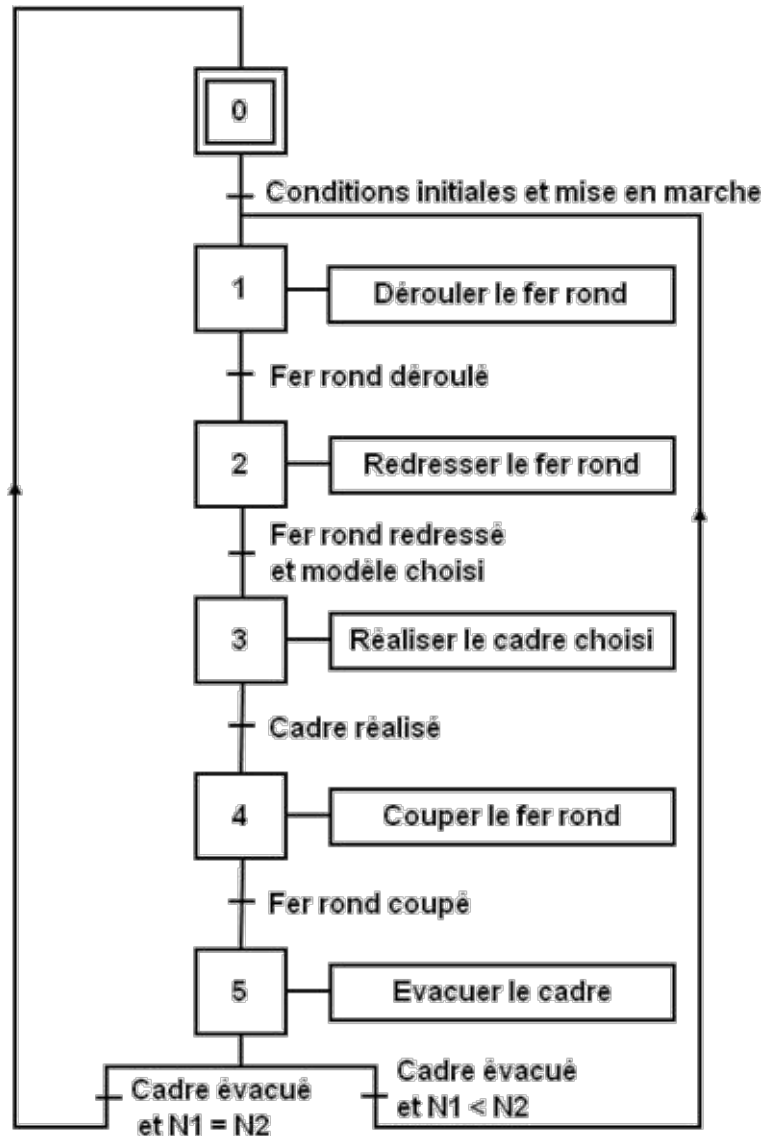 0
Conditions initiales et mise en marche
1
Dérouler le fer rond
Fer rond déroulé
2
Redresser le fer rond
Fer rond redressé
et modèle choisi
3
Réaliser le cadre choisi
Cadre réalisé
4
Couper le fer rond
Fer rond coupé
5
Evacuer le cadre
Cadre évacué
et N1 = N2
Cadre évacué
et N1 < N2